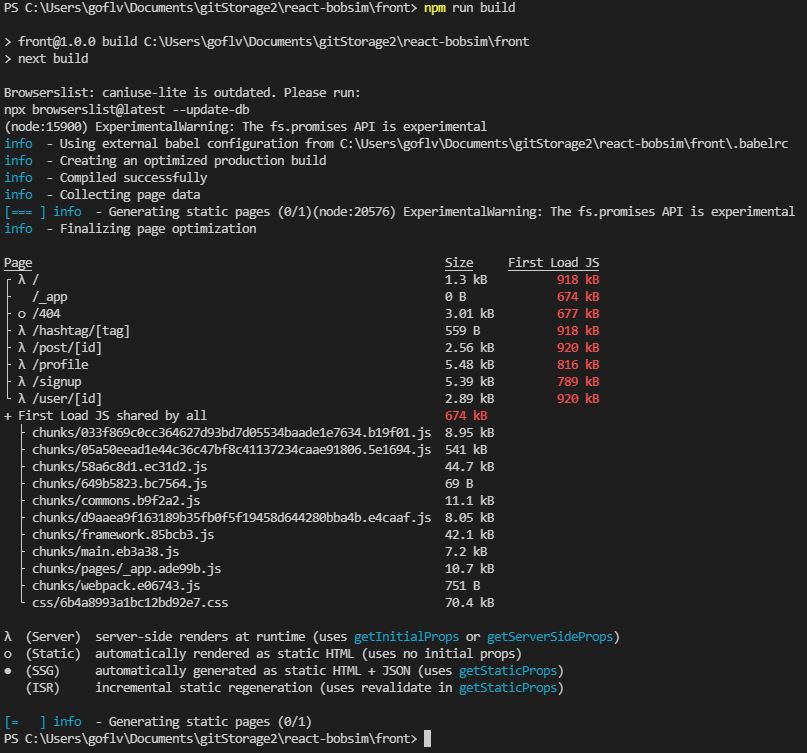 PS C:\Users\goflv\Documents\gitStorage2\react-bobsim\front> npm run build
> front@1.0.0 build C:\Users\goflv\Documents\gitStorage2\react-bobsim\front
> next build
Browserslist: caniuse-lite is outdated. Please run:
npx browserslist@latest --update-db
(node:15900) ExperimentalWarning: The fs.promises API is experimental
info  - Using external babel configuration from C:\Users\goflv\Documents\gitStorage2\react-bobsim\front\.babelrc
info  - Creating an optimized production build
info  - Compiled successfully
info  - Collecting page data
[=== ] info  - Generating static pages (0/1)(node:20576) ExperimentalWarning: The fs.promises API is experimental
info  - Finalizing page optimization
Page Size First Load JS
┌ λ / 1.3 kB 918 kB
├   /_app 0 B 674 kB
├ ○ /404 3.01 kB 677 kB
├ λ /hashtag/[tag] 559 B 918 kB
├ λ /post/[id] 2.56 kB 920 kB
├ λ /profile 5.48 kB 816 kB
├ λ /signup 5.39 kB 789 kB
└ λ /user/[id] 2.89 kB 920 kB
+ First Load JS shared by all 674 kB
├ chunks/033f869c0cc364627d93bd7d05534baade1e7634.b19f01.js 8.95 kB
├ chunks/05a50eead1e44c36c47bf8c41137234caae91806.5e1694.js 541 kB
├ chunks/58a6c8d1.ec31d2.js 44.7 kB
├ chunks/649b5823.bc7564.js 69 B
├ chunks/commons.b9f2a2.js 11.1 kB
├ chunks/d9aaea9f163189b35fb0f5f19458d644280bba4b.e4caaf.js 8.05 kB
├ chunks/framework.85bcb3.js 42.1 kB
├ chunks/main.eb3a38.js 7.2 kB
├ chunks/pages/_app.ade99b.js 10.7 kB
├ chunks/webpack.e06743.js 751 B
└ css/6b4a8993a1bc12bd92e7.css 70.4 kB
λ  (Server)  server-side renders at runtime (uses getInitialProps or getServerSideProps)
○  (Static)  automatically rendered as static HTML (uses no initial props)
●  (SSG)     automatically generated as static HTML + JSON (uses getStaticProps)
(ISR)     incremental static regeneration (uses revalidate in getStaticProps)
[=   ] info  - Generating static pages (0/1)
PS C:\Users\goflv\Documents\gitStorage2\react-bobsim\front>